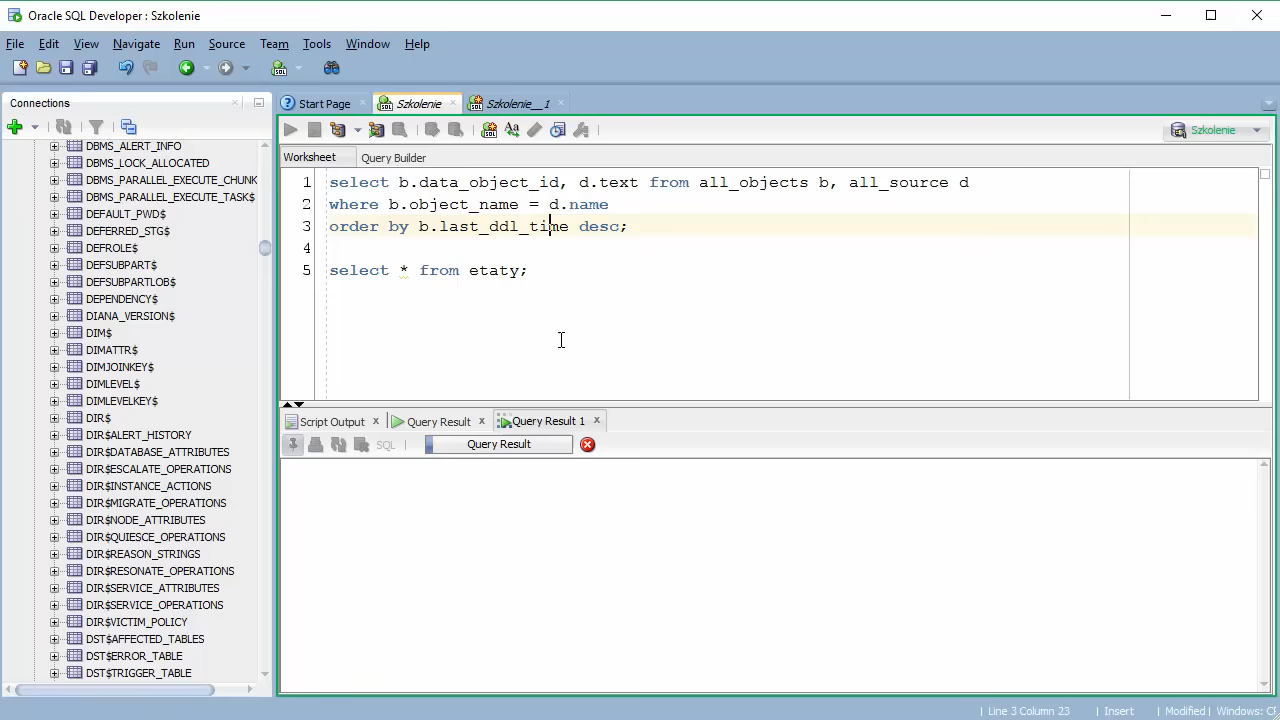 Oracle SQL Developer : Szkolenie
File Edit View Navigate Run Source Team Tools Window Help
Connections
Start Page
Szkolenie
Szkolenie__1
Szkolenie
Worksheet
Query Builder
1 select b.data_object_id, d.text from all_objects b, all_source d
2 where b.object_name = d.name
3 order by b.last_ddl_time desc;
4
5 select * from etaty;
DBMS_ALERT_INFO
DBMS_LOCK_ALLOCATED
DBMS_PARALLEL_EXECUTE_CHUNK
DBMS_PARALLEL_EXECUTE_TASK$
DEFAULT_PWD$
DEFERRED_STG$
DEFROLE$
DEFSUBPART$
DEFSUBPARTLOB$
DEPENDENCY$
DIANA_VERSION$
DIM$
DIMATTR$
DIMJOINKEY$
DIMLEVEL$
DIMLEVELKEY$
DIR$
DIR$ALERT_HISTORY
DIR$DATABASE_ATTRIBUTES
DIR$ESCALATE_OPERATIONS
DIR$INSTANCE_ACTIONS
DIR$MIGRATE_OPERATIONS
DIR$NODE_ATTRIBUTES
DIR$QUIESCE_OPERATIONS
DIR$REASON_STRINGS
DIR$RESONATE_OPERATIONS
DIR$SERVICE_ATTRIBUTES
DIR$SERVICE_OPERATIONS
DIR$VICTIM_POLICY
DST$AFFECTED_TABLES
DST$ERROR_TABLE
DST$TRIGGER_TABLE
Script Output
Query Result
Query Result 1
SQL
Query Result
Line 3 Column 23
Insert
Modified
Windows: